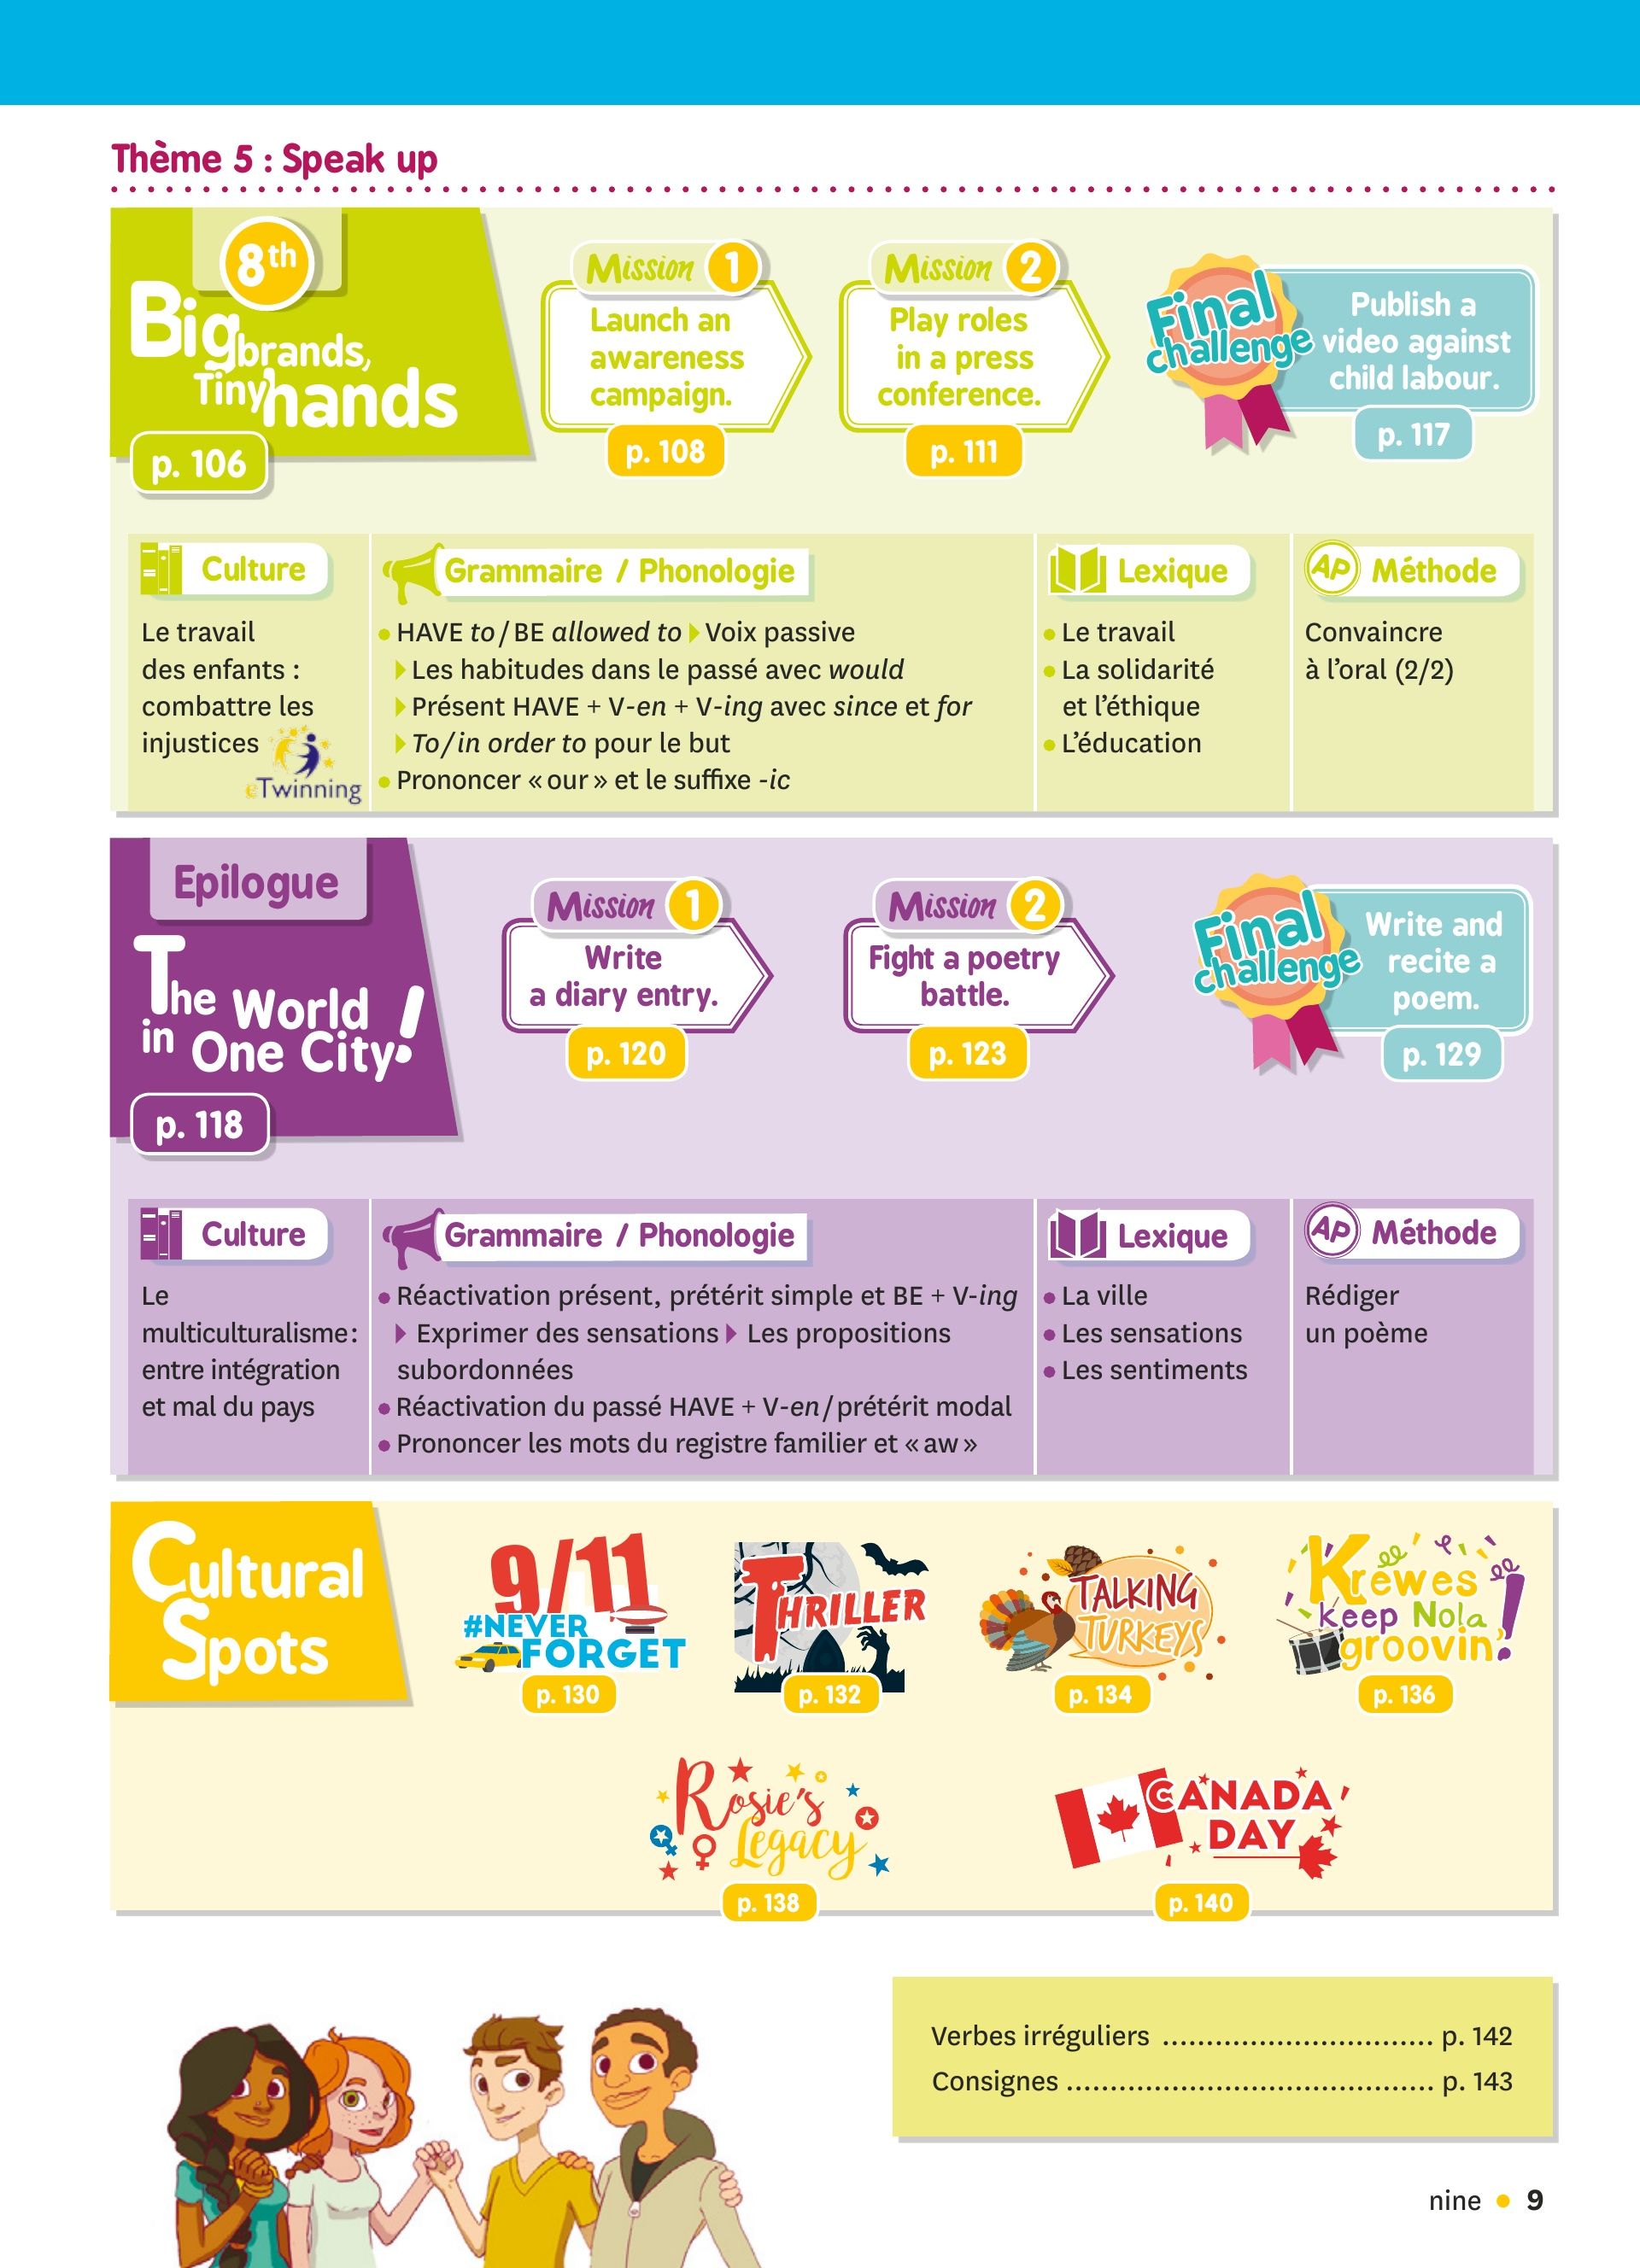 Thème 5 : Speak up
8th
Big brands,
Tiny hands
p. 106
Mission 1
Launch an
awareness
campaign.
p. 108
Mission 2
Play roles
in a press
conference.
p. 111
Final
challenge
Publish a
video against
child labour.
p. 117
Culture
Le travail
des enfants :
combattre les
injustices
eTwinning
Grammaire / Phonologie
• HAVE to / BE allowed to ▸ Voix passive
▸ Les habitudes dans le passé avec would
▸ Présent HAVE + V-en + V-ing avec since et for
▸ To / in order to pour le but
• Prononcer « our » et le suffixe -ic
Lexique
• Le travail
• La solidarité
et l’éthique
• L’éducation
AP Méthode
Convaincre
à l’oral (2/2)
Epilogue
The World
in One City!
p. 118
Mission 1
Write
a diary entry.
p. 120
Mission 2
Fight a poetry
battle.
p. 123
Final
challenge
Write and
recite a
poem.
p. 129
Culture
Le
multiculturalisme :
entre intégration
et mal du pays
Grammaire / Phonologie
• Réactivation présent, prétérit simple et BE + V-ing
▸ Exprimer des sensations ▸ Les propositions
subordonnées
• Réactivation du passé HAVE + V-en / prétérit modal
• Prononcer les mots du registre familier et « aw »
Lexique
• La ville
• Les sensations
• Les sentiments
AP Méthode
Rédiger
un poème
Cultural
Spots
9/11
#NEVER
FORGET
p. 130
THRILLER
p. 132
TALKING
TURKEYS
p. 134
Krewes
keep Nola
groovin’!
p. 136
Rosie’s
Legacy
p. 138
CANADA
DAY
p. 140
Verbes irréguliers ............................... p. 142
Consignes .......................................... p. 143
nine • 9